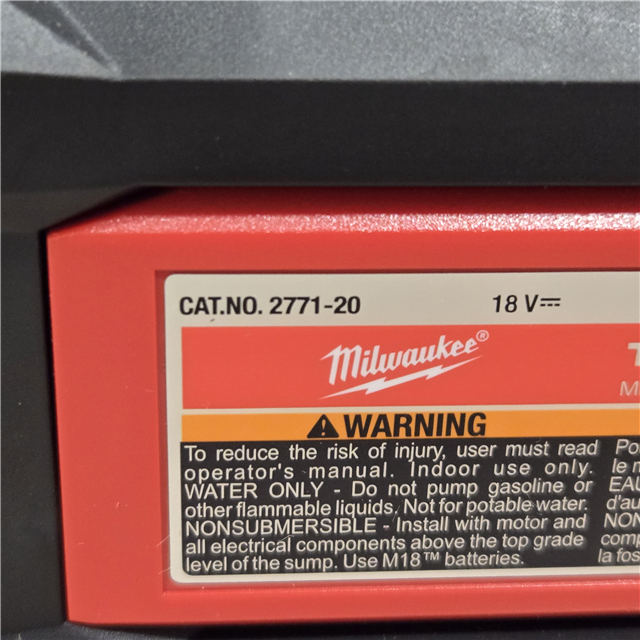 CAT.NO. 2771-20 18 V⎓
Milwaukee®
WARNING
To reduce the risk of injury, user must read
operator's manual. Indoor use only.
WATER ONLY - Do not pump gasoline or
other flammable liquids. Not for potable water.
NONSUBMERSIBLE - Install with motor and
all electrical components above the top grade
level of the sump. Use M18™ batteries.